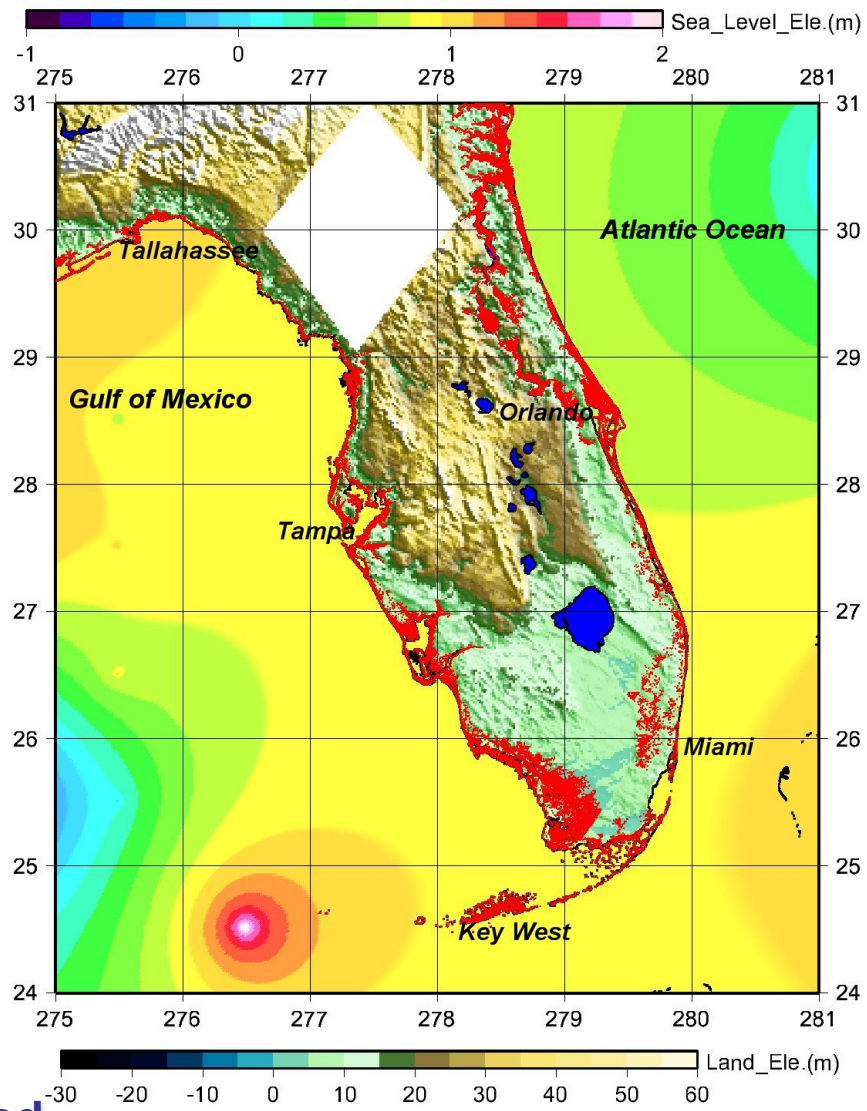 Sea_Level_Ele.(m)
-1 0 1 2
275 276 277 278 279 280 281
31 31
30 30
Atlantic Ocean
Tallahassee
29 29
Gulf of Mexico
Orlando
28 28
Tampa
27 27
26 26
Miami
25 25
Key West
24 24
275 276 277 278 279 280 281
Land_Ele.(m)
-30 -20 -10 0 10 20 30 40 50 60